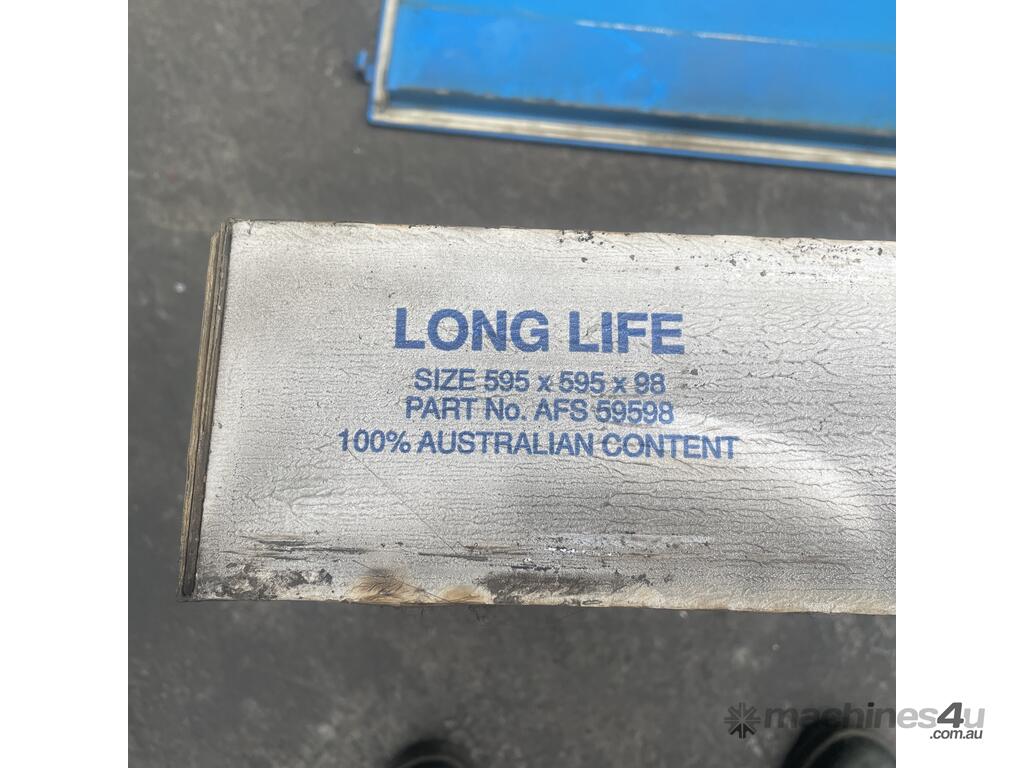 LONG LIFE
SIZE 595 x 595 x 98
PART No. AFS 59598
100% AUSTRALIAN CONTENT
machines4u
.com.au